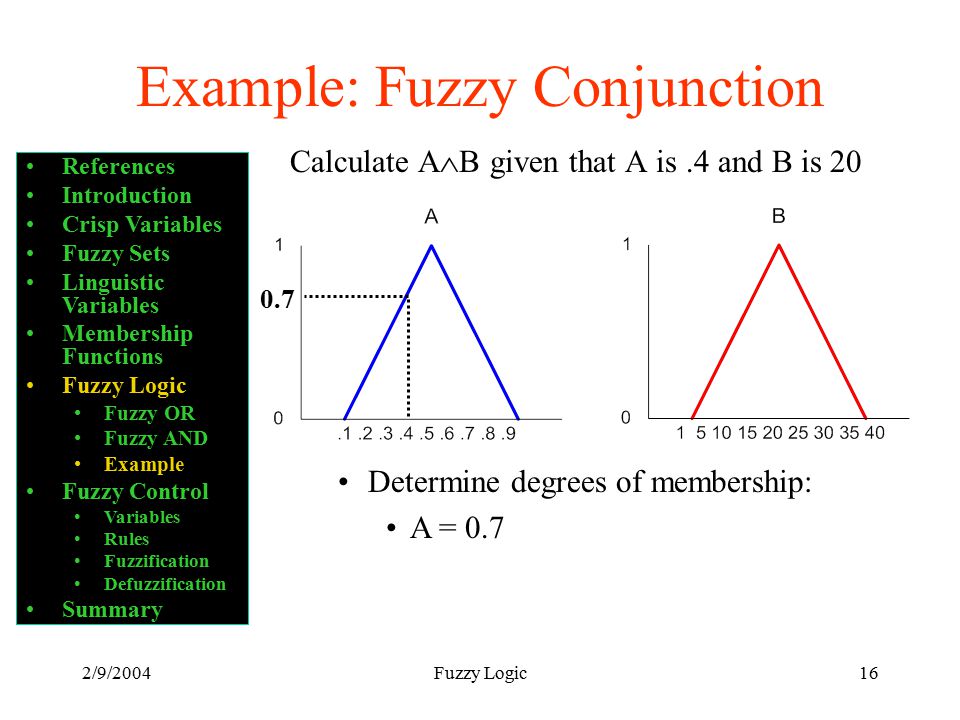 Example: Fuzzy Conjunction
• References
• Introduction
• Crisp Variables
• Fuzzy Sets
• Linguistic
Variables
• Membership
Functions
• Fuzzy Logic
• Fuzzy OR
• Fuzzy AND
• Example
• Fuzzy Control
• Variables
• Rules
• Fuzzification
• Defuzzification
• Summary
Calculate A∧B given that A is .4 and B is 20
A
1
0.7
0
.1 .2 .3 .4 .5 .6 .7 .8 .9
B
1
0
1 5 10 15 20 25 30 35 40
• Determine degrees of membership:
• A = 0.7
2/9/2004
Fuzzy Logic
16